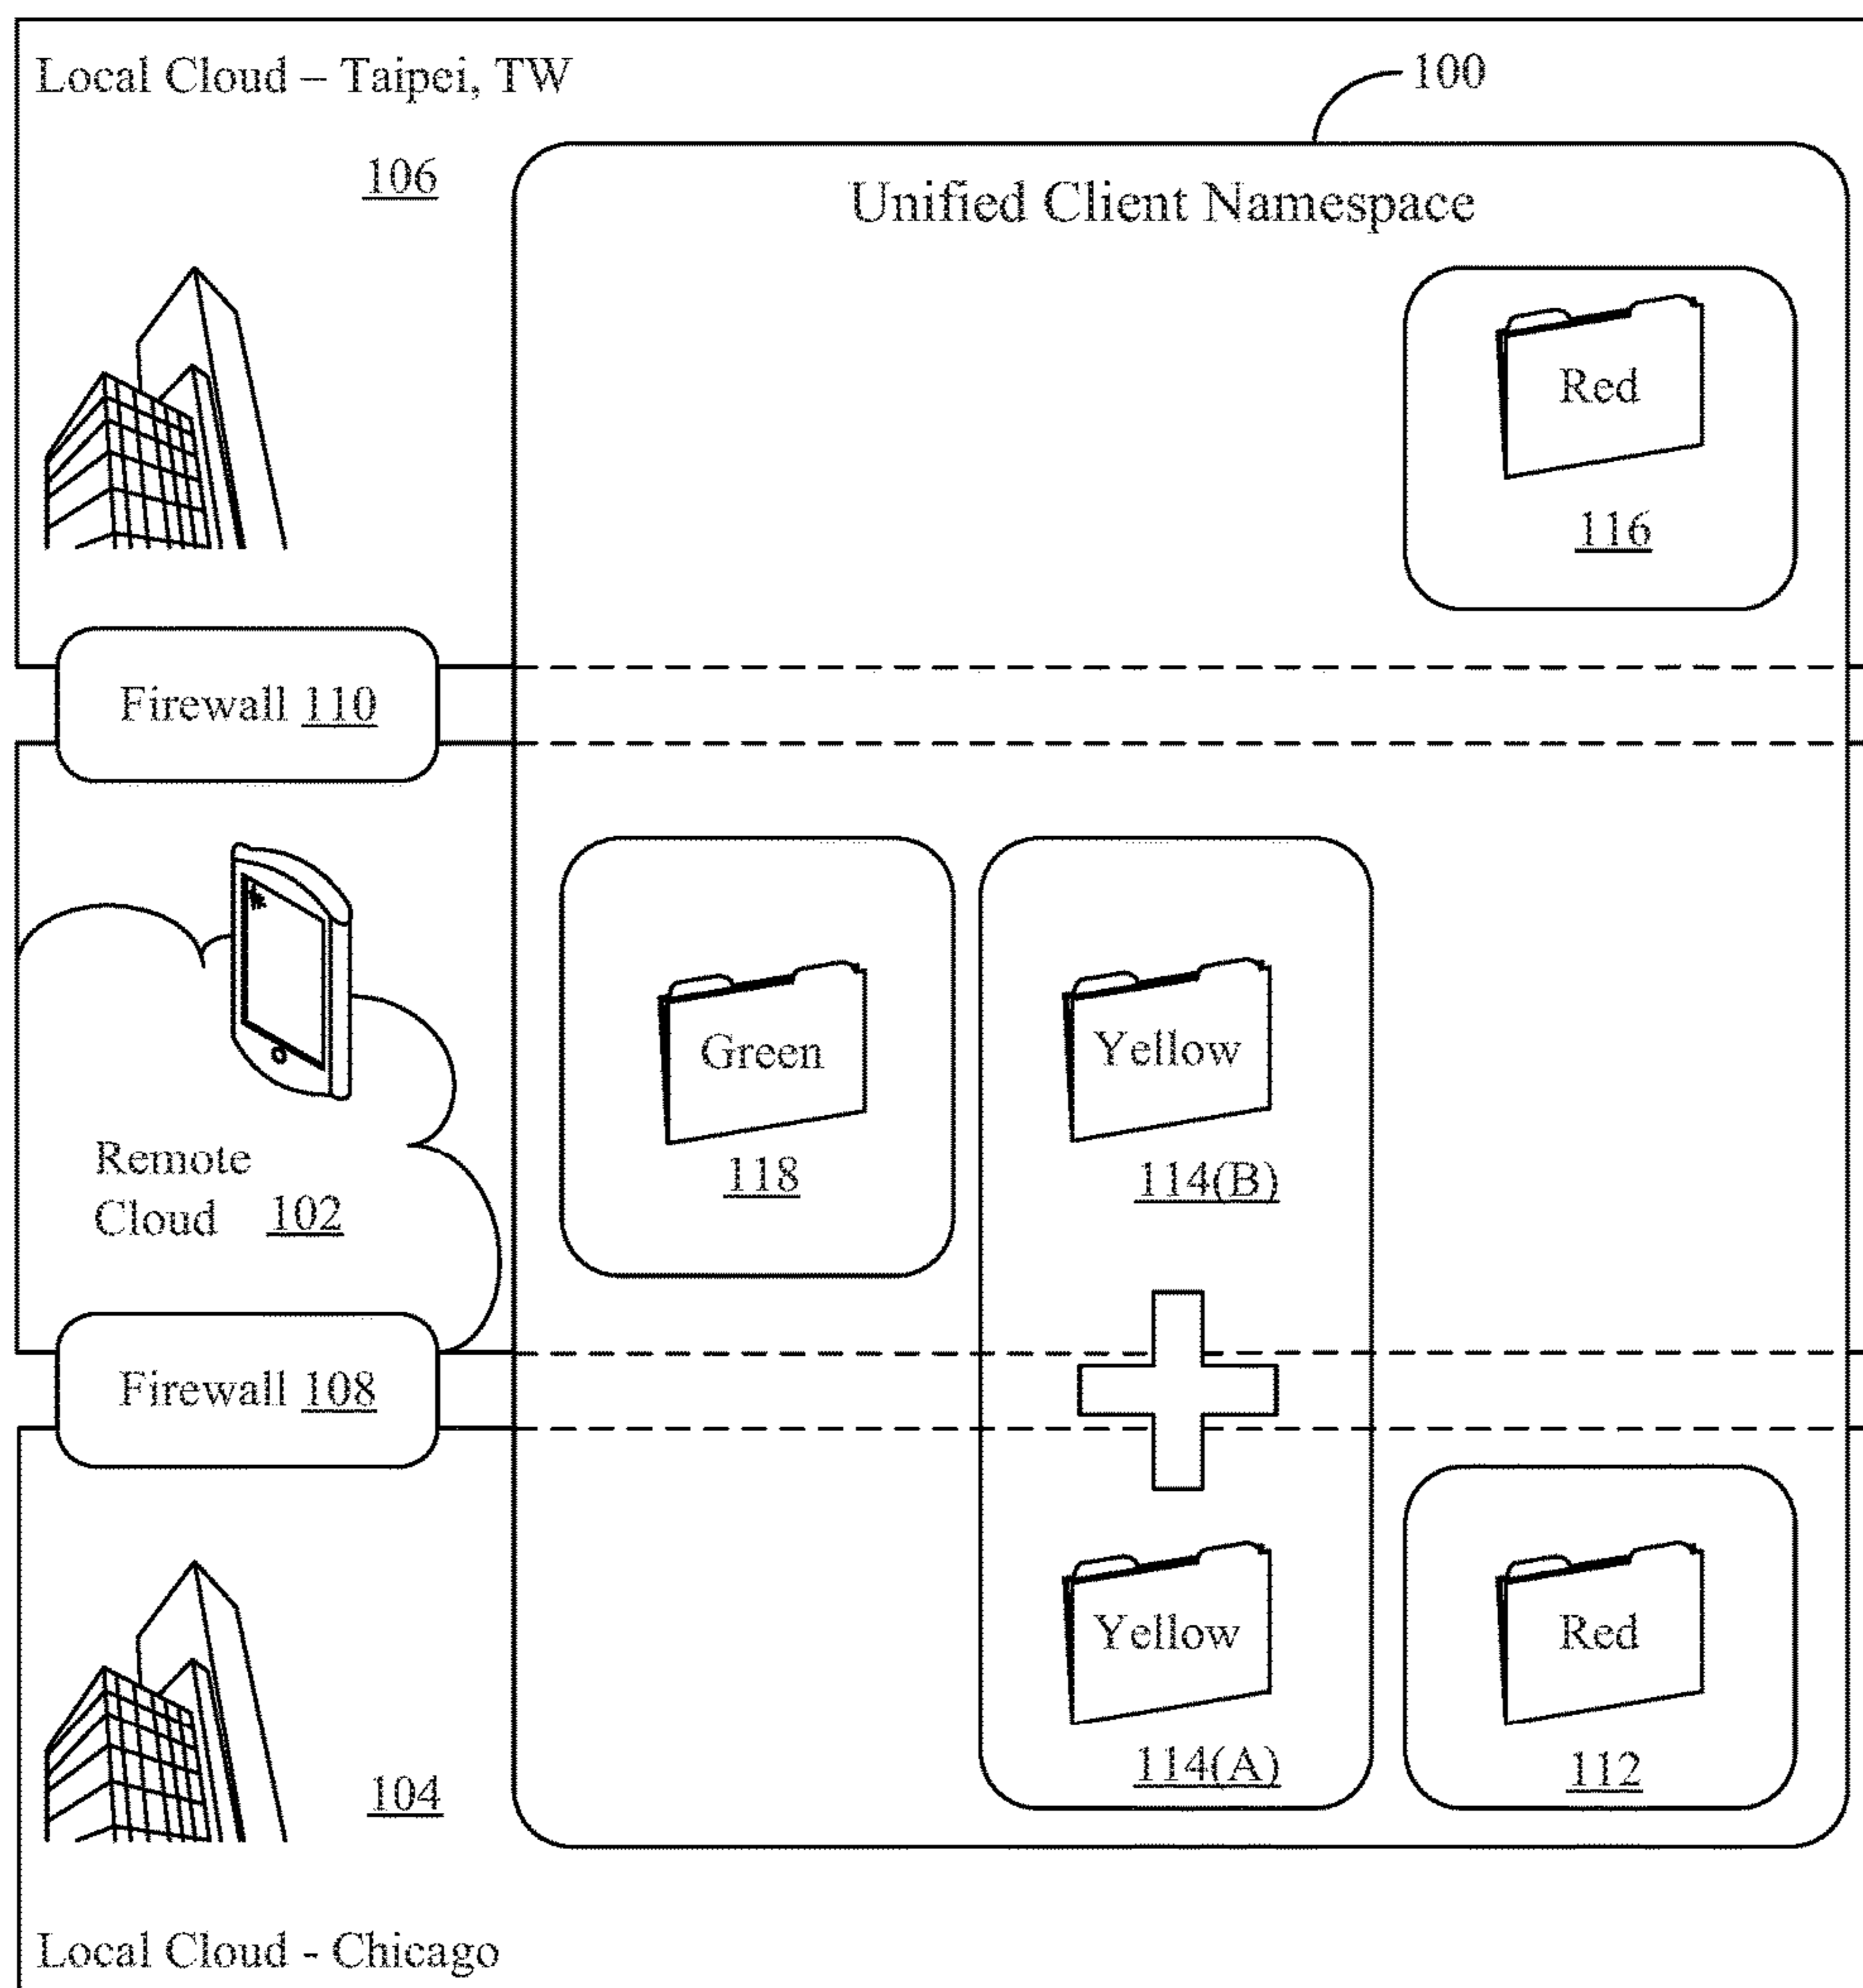 Local Cloud – Taipei, TW
100
106
Unified Client Namespace
Red
116
Firewall 110
Green
118
Yellow
114(B)
Remote
Cloud 102
Firewall 108
Yellow
114(A)
Red
112
104
Local Cloud - Chicago